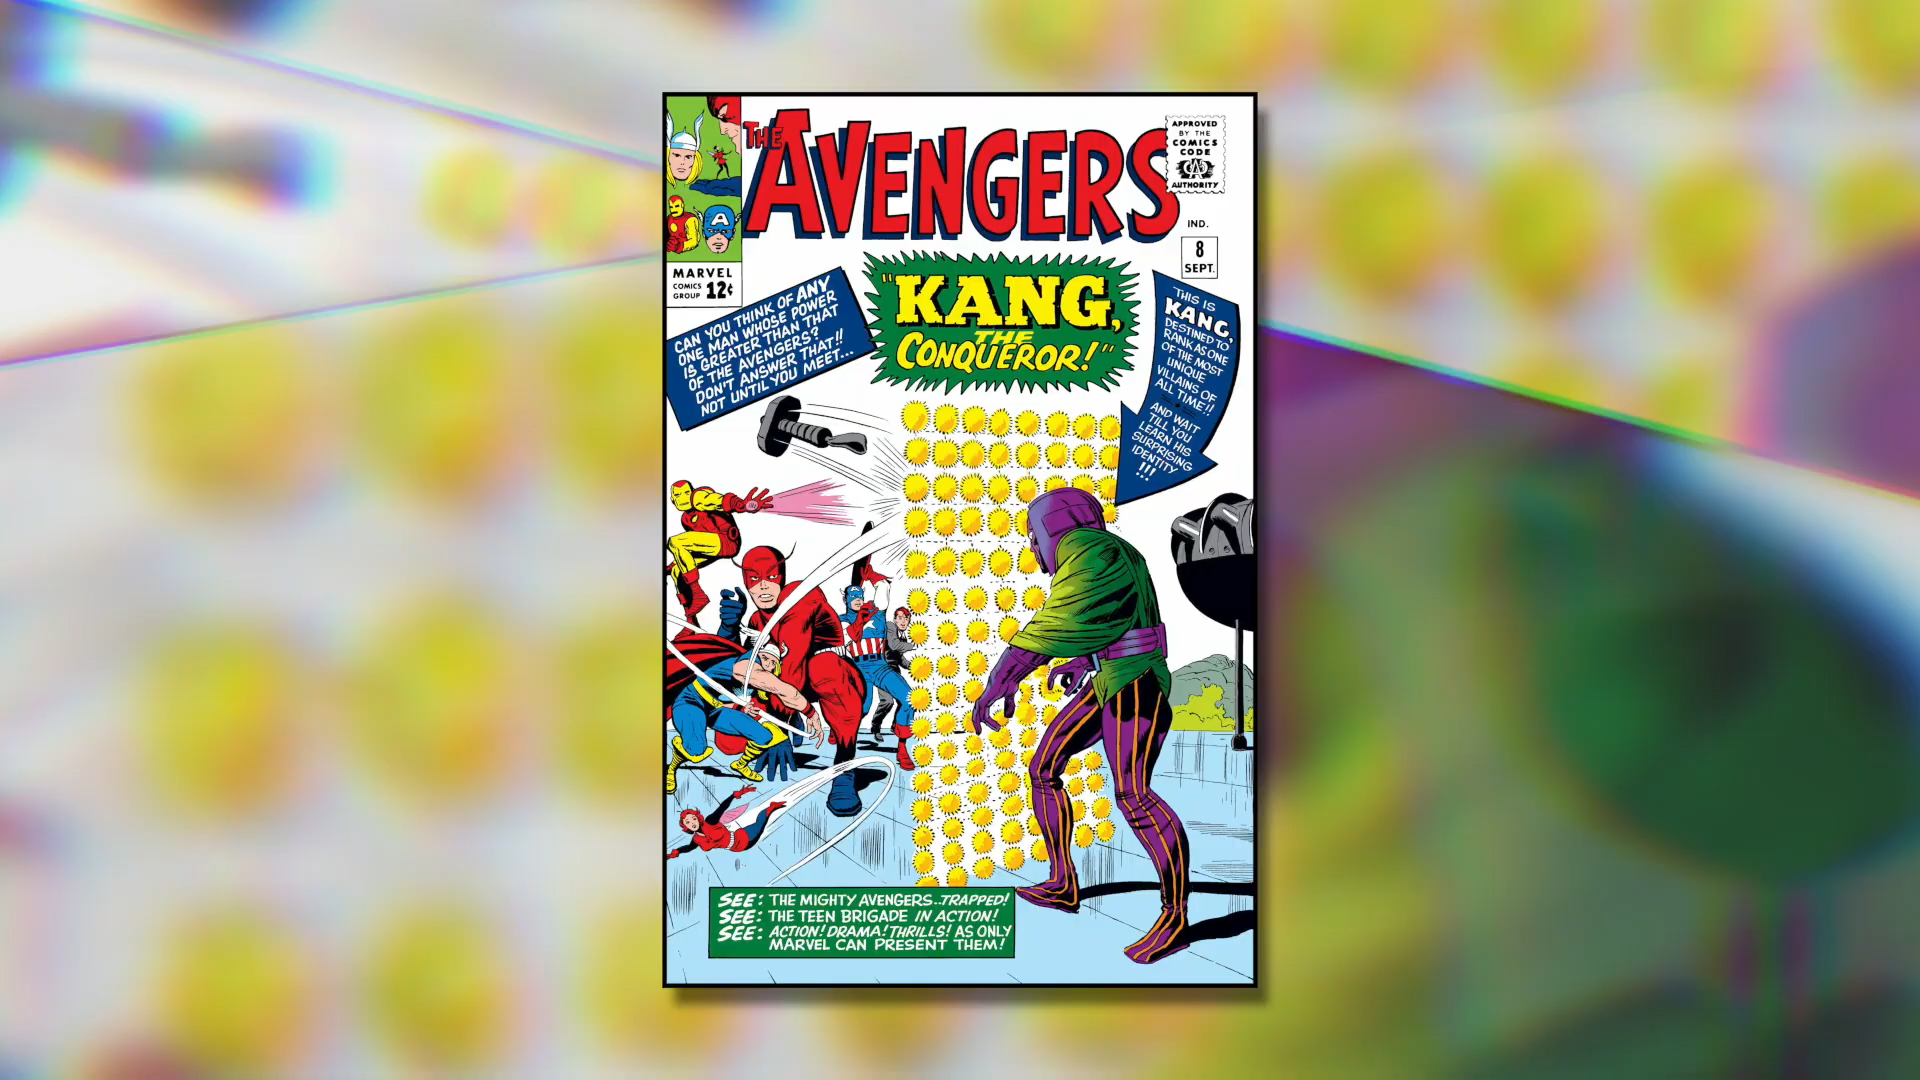 THE
AVENGERS
APPROVED
BY THE
COMICS
CODE
CAC
AUTHORITY
IND.
8
SEPT.
A
MARVEL
COMICS
GROUP
12¢
CAN YOU THINK OF ANY
ONE MAN WHOSE POWER
IS GREATER THAN THAT
OF THE AVENGERS?
DON'T ANSWER THAT!!
NOT UNTIL YOU MEET...
"KANG,
THE
CONQUEROR!"
THIS IS
KANG,
DESTINED TO
RANK AS ONE
OF THE MOST
UNIQUE
VILLAINS OF
ALL TIME!!
AND WAIT
TILL YOU
LEARN HIS
SURPRISING
IDENTITY
!!!
SEE: THE MIGHTY AVENGERS..TRAPPED!
SEE: THE TEEN BRIGADE IN ACTION!
SEE: ACTION! DRAMA! THRILLS! AS ONLY
MARVEL CAN PRESENT THEM!